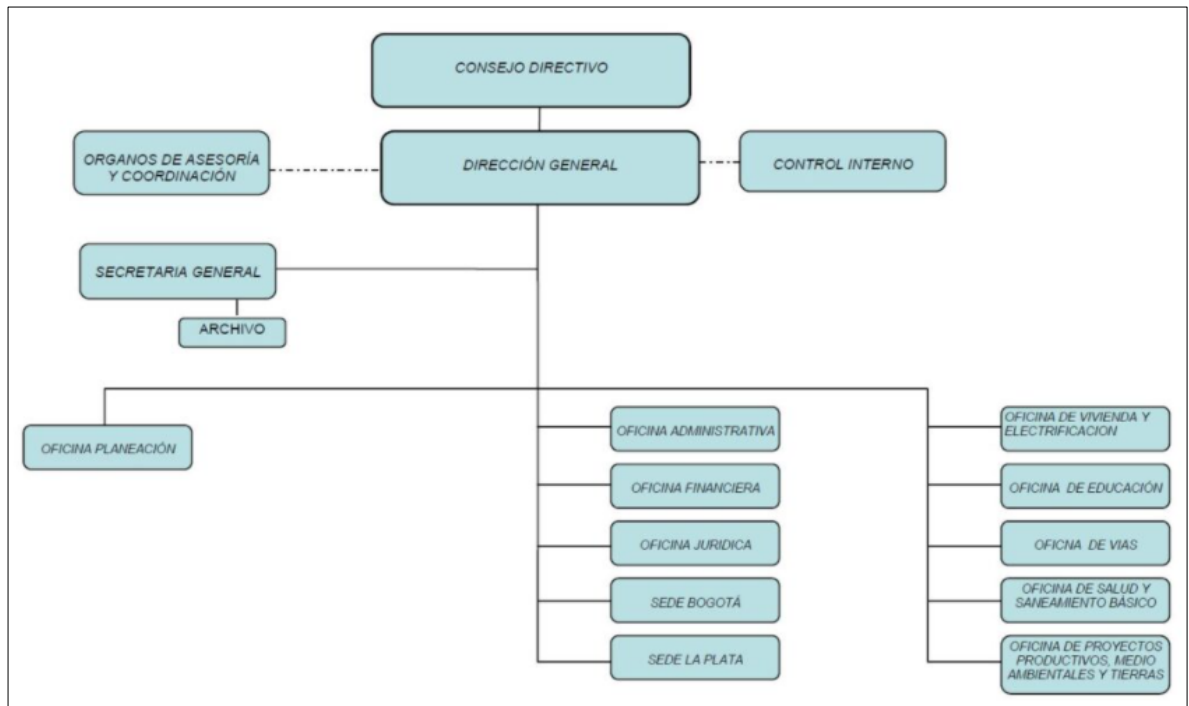 CONSEJO DIRECTIVO
ORGANOS DE ASESORÍA
Y COORDINACIÓN
DIRECCIÓN GENERAL
CONTROL INTERNO
SECRETARIA GENERAL
ARCHIVO
OFICINA PLANEACIÓN
OFICINA ADMINISTRATIVA
OFICINA FINANCIERA
OFICINA JURIDICA
SEDE BOGOTÁ
SEDE LA PLATA
OFICINA DE VIVIENDA Y
ELECTRIFICACION
OFICINA DE EDUCACIÓN
OFICNA DE VIAS
OFICINA DE SALUD Y
SANEAMIENTO BÁSICO
OFICINA DE PROYECTOS
PRODUCTIVOS, MEDIO
AMBIENTALES Y TIERRAS